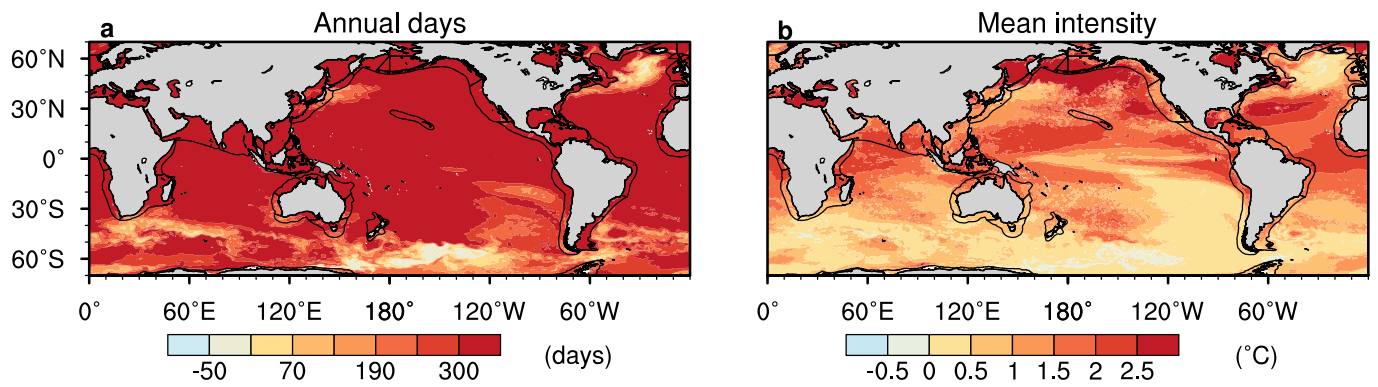 a Annual days
60°N
30°N
0°
30°S
60°S
0° 60°E 120°E 180° 120°W 60°W
-50 70 190 300 (days)
b Mean intensity
0° 60°E 120°E 180° 120°W 60°W
-0.5 0 0.5 1 1.5 2 2.5 (°C)